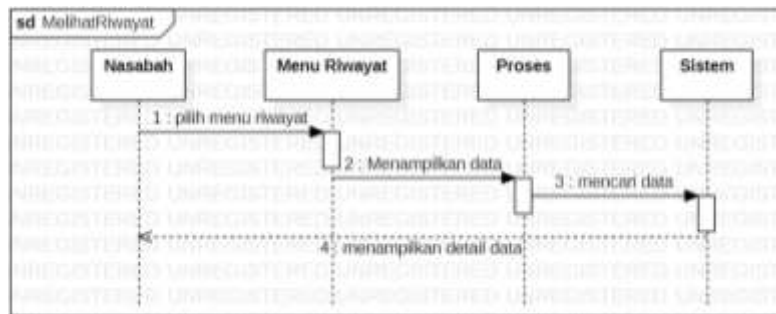 sd MelihatRiwayat
Nasabah
Menu Riwayat
Proses
Sistem
1 : pilih menu riwayat
2 : Menampilkan data
3 : mencari data
4 : menampilkan detail data